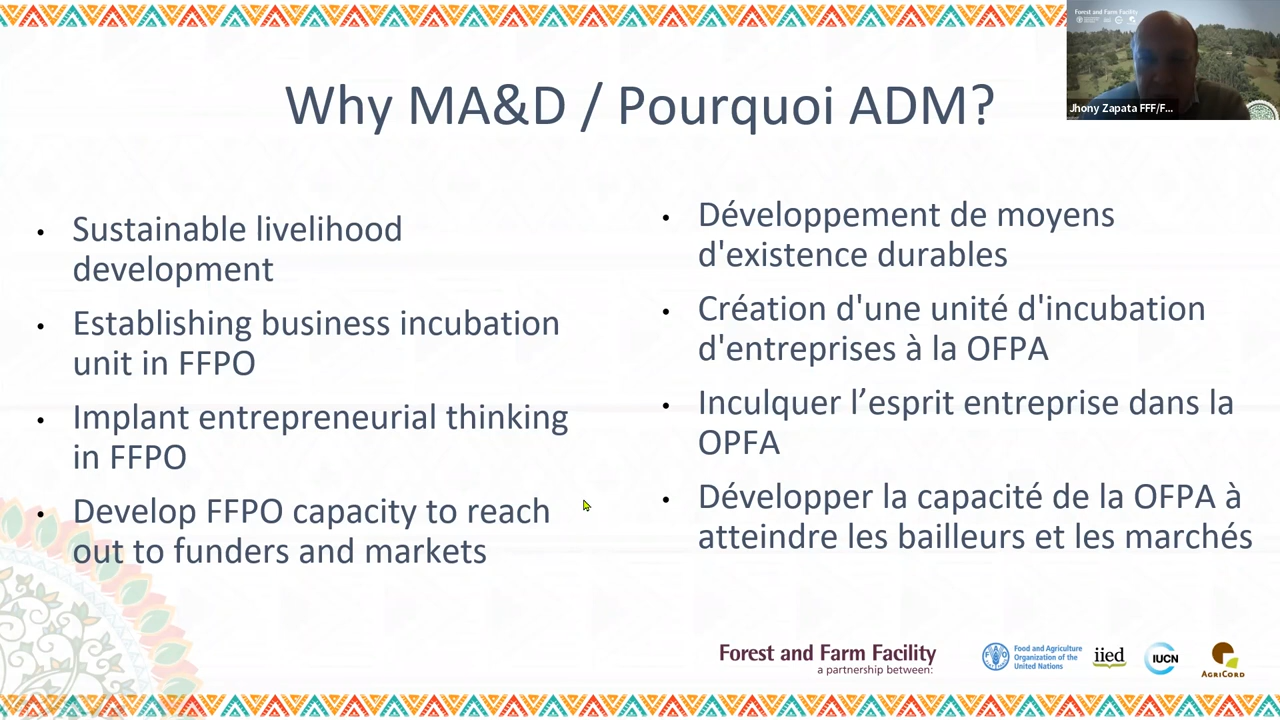 Why MA&D / Pourquoi ADM?
Forest and Farm Facility
Jhony Zapata FFF/F...
Sustainable livelihood
development
Establishing business incubation
unit in FFPO
Implant entrepreneurial thinking
in FFPO
Develop FFPO capacity to reach
out to funders and markets
Développement de moyens
d'existence durables
Création d'une unité d'incubation
d'entreprises à la OFPA
Inculquer l’esprit entreprise dans la
OPFA
Développer la capacité de la OFPA à
atteindre les bailleurs et les marchés
Forest and Farm Facility
a partnership between:
Food and Agriculture
Organization of the
United Nations
iied
IUCN
AGRICORD